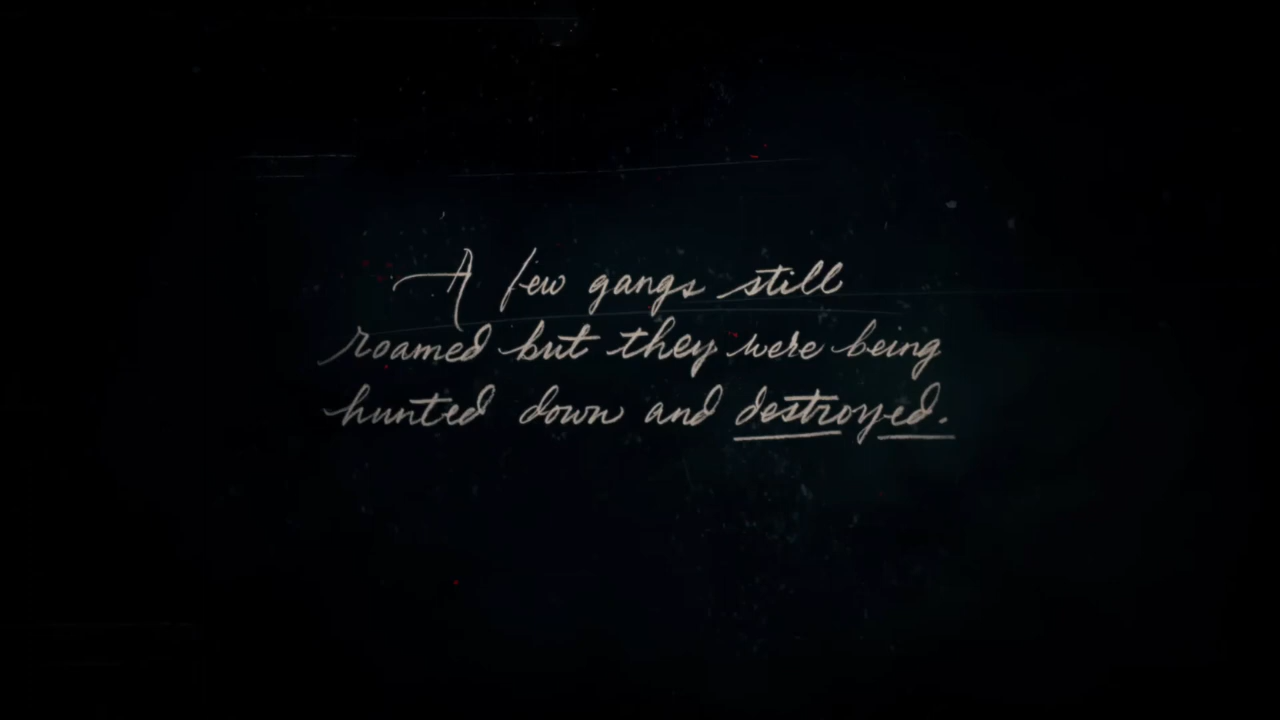 A few gangs still
roamed but they were being
hunted down and destroyed.